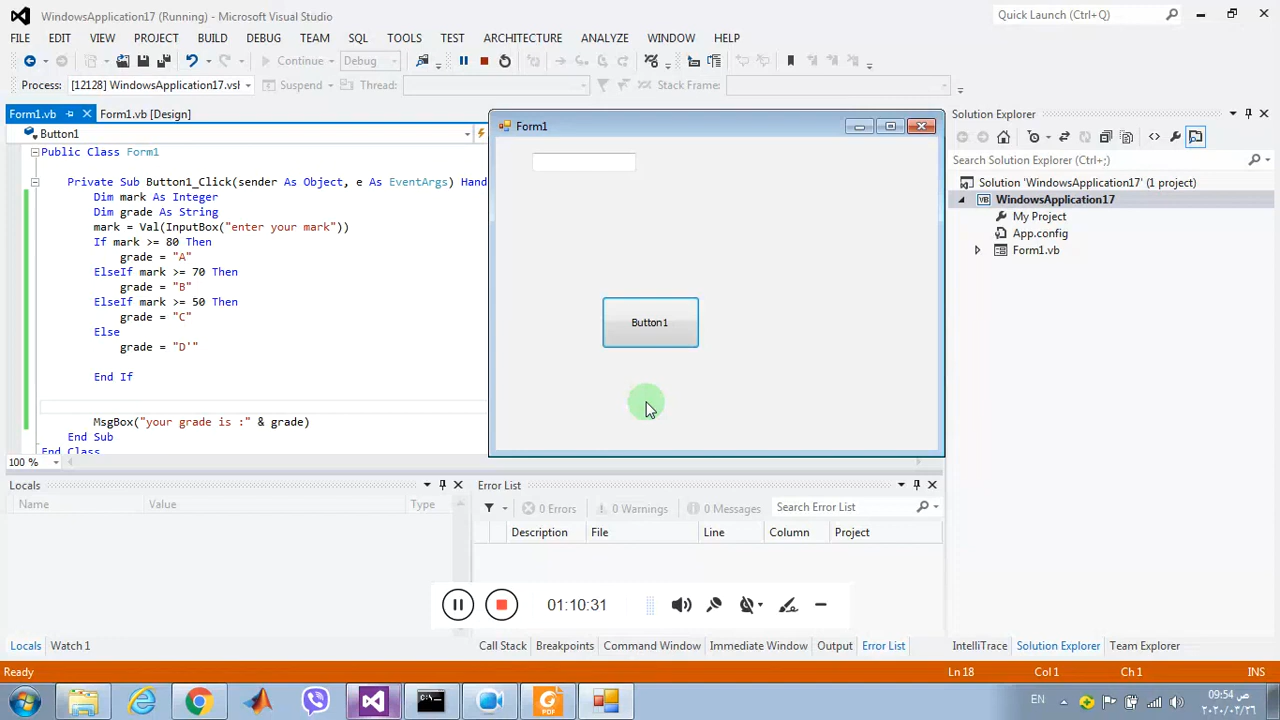 WindowsApplication17 (Running) - Microsoft Visual Studio
Quick Launch (Ctrl+Q)
FILE EDIT VIEW PROJECT BUILD DEBUG TEAM SQL TOOLS TEST ARCHITECTURE ANALYZE WINDOW HELP
Continue Debug
Process: [12128] WindowsApplication17.vsl Suspend Thread: Stack Frame:
Form1.vb Form1.vb [Design]
Button1
Public Class Form1
Private Sub Button1_Click(sender As Object, e As EventArgs) Hand
Dim mark As Integer
Dim grade As String
mark = Val(InputBox("enter your mark"))
If mark >= 80 Then
grade = "A"
ElseIf mark >= 70 Then
grade = "B"
ElseIf mark >= 50 Then
grade = "C"
Else
grade = "D'"
End If
MsgBox("your grade is :" & grade)
End Sub
End Class
100 %
Form1
Button1
Solution Explorer
Search Solution Explorer (Ctrl+;)
Solution 'WindowsApplication17' (1 project)
VB WindowsApplication17
My Project
App.config
Form1.vb
Locals
Name Value Type
Error List
0 Errors 0 Warnings 0 Messages Search Error List
Description File Line Column Project
01:10:31
Locals Watch 1
Call Stack Breakpoints Command Window Immediate Window Output Error List
IntelliTrace Solution Explorer Team Explorer
Ready Ln 18 Col 1 Ch 1 INS
PDF
EN
09:54 ص
٢٠٢٠/٠٣/٢٦